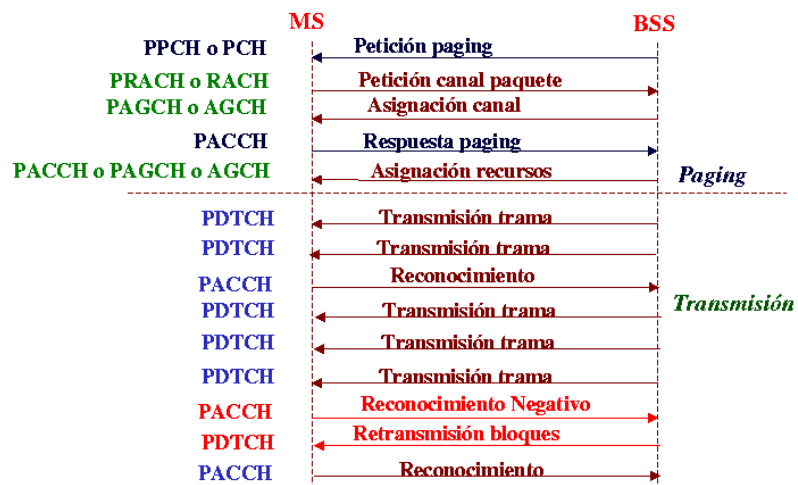 MS BSS
PPCH o PCH Petición paging
PRACH o RACH Petición canal paquete
PAGCH o AGCH Asignación canal
PACCH Respuesta paging
PACCH o PAGCH o AGCH Asignación recursos Paging
PDTCH Transmisión trama
PDTCH Transmisión trama
PACCH Reconocimiento
PDTCH Transmisión trama Transmisión
PDTCH Transmisión trama
PDTCH Transmisión trama
PACCH Reconocimiento Negativo
PDTCH Retransmisión bloques
PACCH Reconocimiento